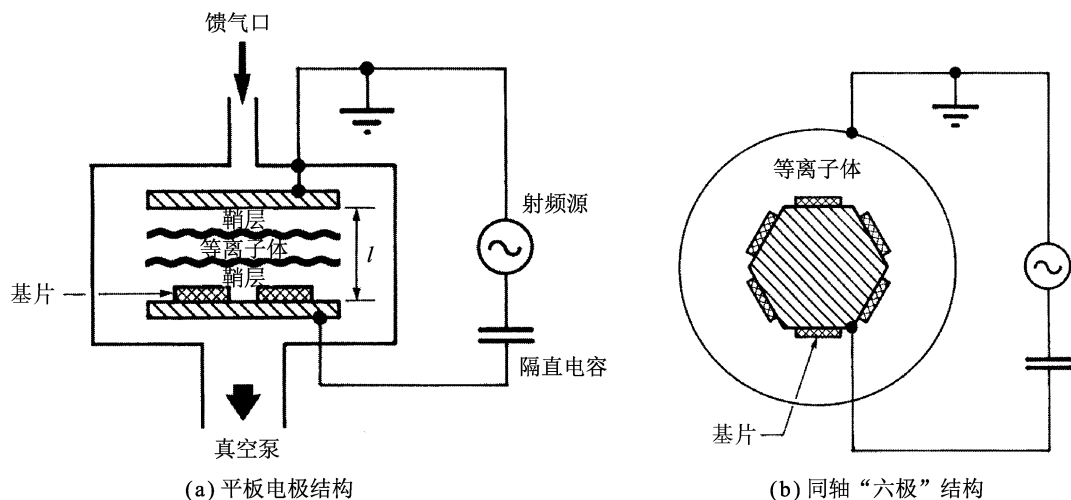 馈气口
鞘层
等离子体
鞘层
l
基片
射频源
隔直电容
真空泵
(a) 平板电极结构
等离子体
基片
(b) 同轴“六极”结构